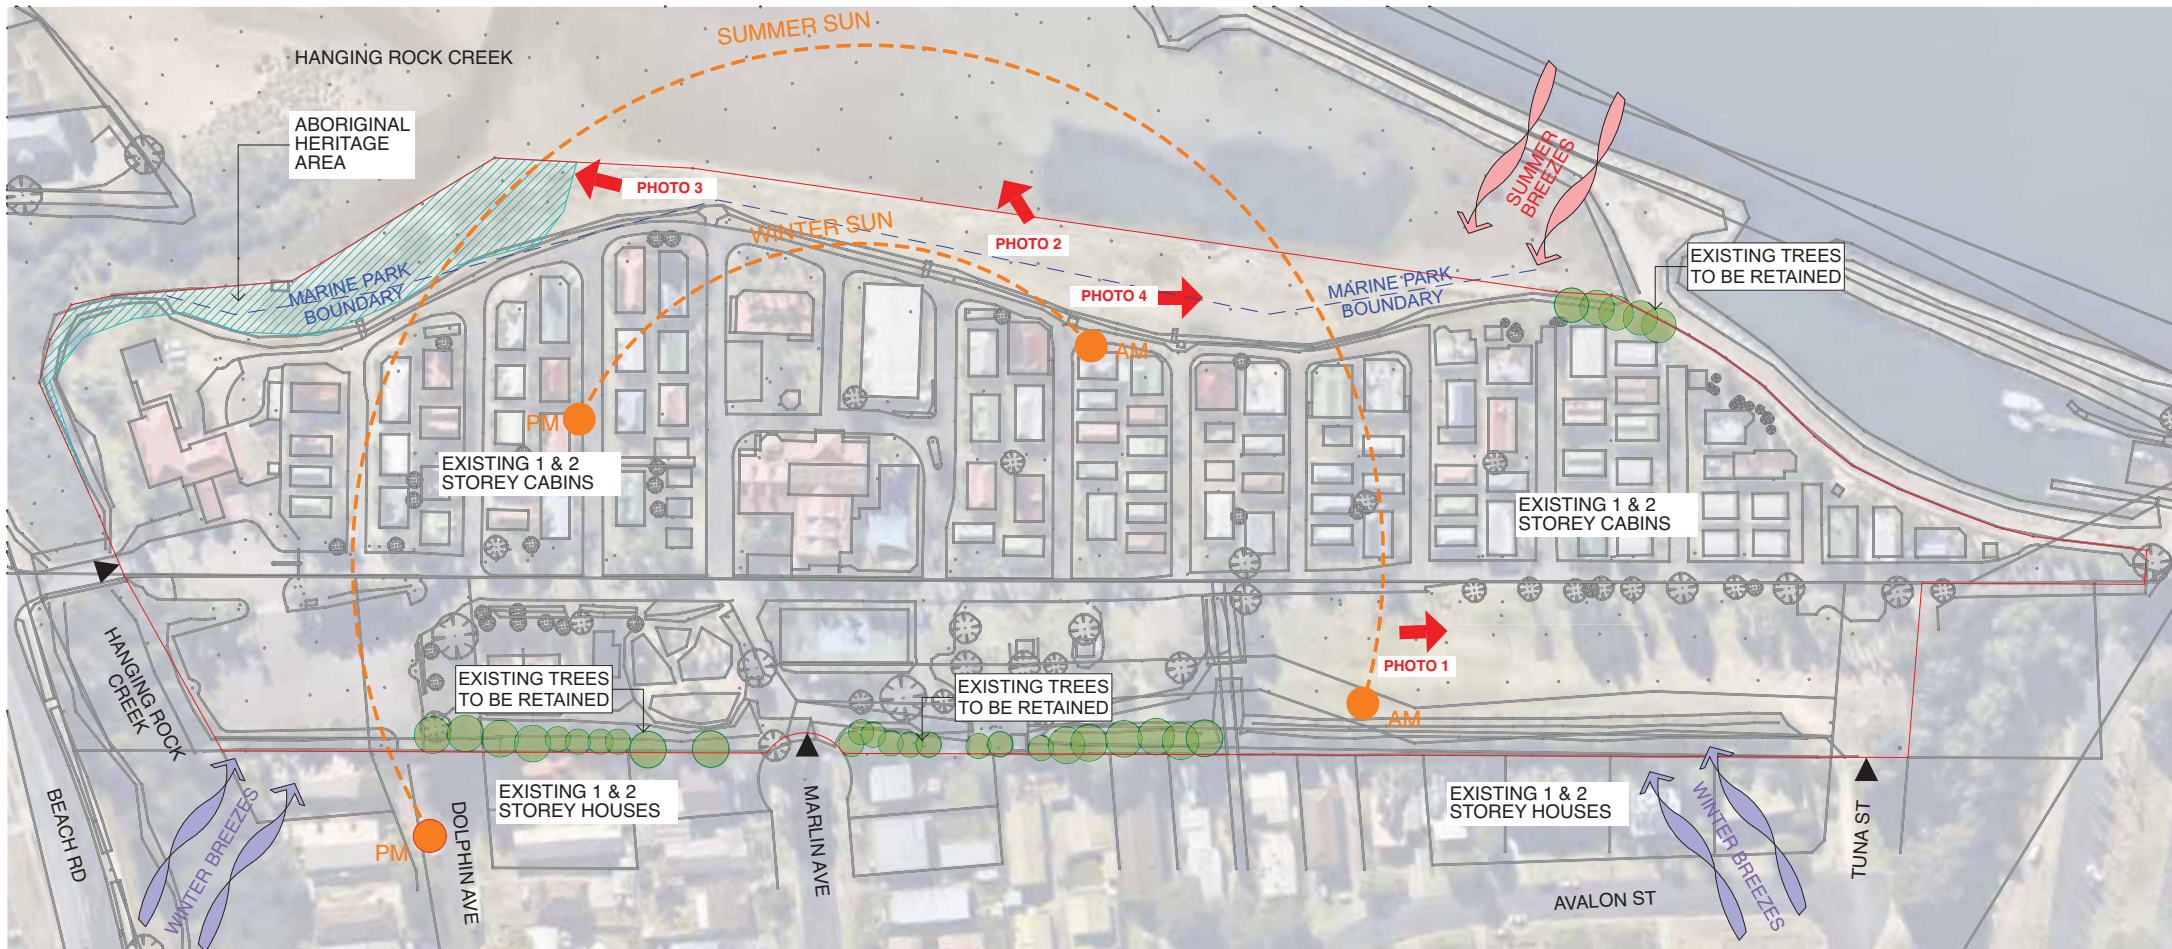 SUMMER SUN
HANGING ROCK CREEK
ABORIGINAL
HERITAGE
AREA
SUMMER
BREEZES
PHOTO 3
WINTER SUN
PHOTO 2
EXISTING TREES
TO BE RETAINED
MARINE PARK
BOUNDARY
PHOTO 4
MARINE PARK
BOUNDARY
AM
PM
EXISTING 1 & 2
STOREY CABINS
EXISTING 1 & 2
STOREY CABINS
HANGING ROCK
CREEK
PHOTO 1
EXISTING TREES
TO BE RETAINED
EXISTING TREES
TO BE RETAINED
AM
EXISTING 1 & 2
STOREY HOUSES
EXISTING 1 & 2
STOREY HOUSES
BEACH RD
WINTER BREEZES
PM
DOLPHIN AVE
MARLIN AVE
WINTER BREEZES
TUNA ST
AVALON ST